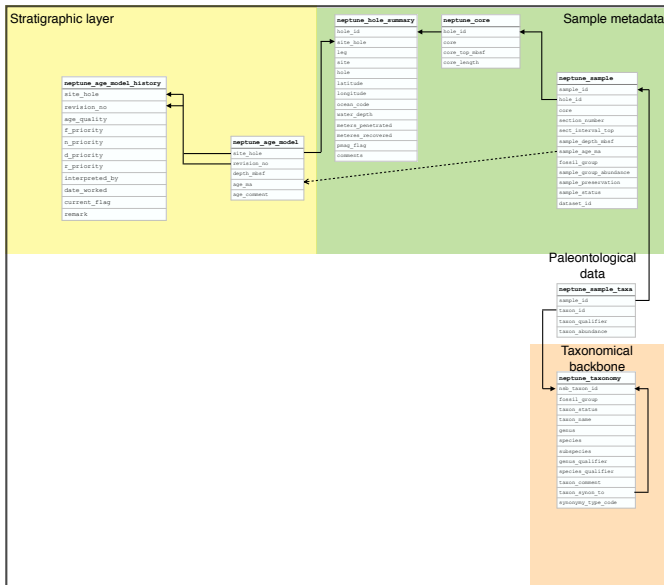 Stratigraphic layer
Sample metadata
neptune_hole_summary
hole_id
site_hole
leg
site
hole
latitude
longitude
ocean_code
water_depth
meters_penetrated
meteres_recovered
pmag_flag
comments
neptune_core
hole_id
core
core_top_mbsf
core_length
neptune_sample
sample_id
hole_id
core
section_number
sect_interval_top
sample_depth_mbsf
sample_age_ma
fossil_group
sample_group_abundance
sample_preservation
sample_status
dataset_id
neptune_age_model_history
site_hole
revision_no
age_quality
f_priority
n_priority
d_priority
r_priority
interpreted_by
date_worked
current_flag
remark
neptune_age_model
site_hole
revision_no
depth_mbsf
age_ma
age_comment
Paleontological
data
neptune_sample_taxa
sample_id
taxon_id
taxon_qualifier
taxon_abundance
Taxonomical
backbone
neptune_taxonomy
nsb_taxon_id
fossil_group
taxon_status
taxon_name
genus
species
subspecies
genus_qualifier
species_qualifier
taxon_comment
taxon_synon_to
synonymy_type_code